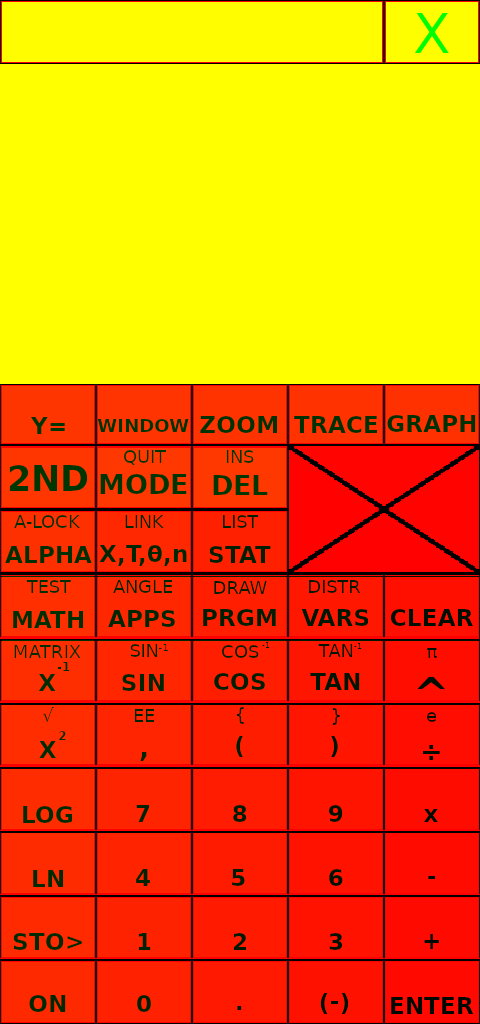 X
Y= WINDOW ZOOM TRACE GRAPH
QUIT INS
2ND MODE DEL
A-LOCK LINK LIST
ALPHA X,T,θ,n STAT
TEST ANGLE DRAW DISTR
MATH APPS PRGM VARS CLEAR
MATRIX SIN-1 COS-1 TAN-1 π
X-1 SIN COS TAN ^
√ EE { } e
X2 , ( ) ÷
LOG 7 8 9 x
LN 4 5 6 -
STO> 1 2 3 +
ON 0 . (-) ENTER